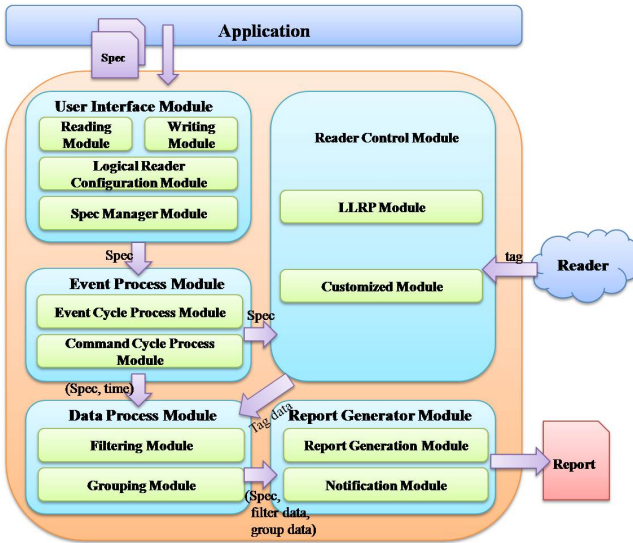 Application
Spec
User Interface Module
Reading
Module
Writing
Module
Logical Reader
Configuration Module
Spec Manager Module
Reader Control Module
LLRP Module
Customized Module
tag
Reader
Spec
Event Process Module
Event Cycle Process Module
Command Cycle Process
Module
Spec
(Spec, time)
Tag data
Data Process Module
Filtering Module
Grouping Module
Report Generator Module
Report Generation Module
Notification Module
Report
(Spec,
filter data,
group data)